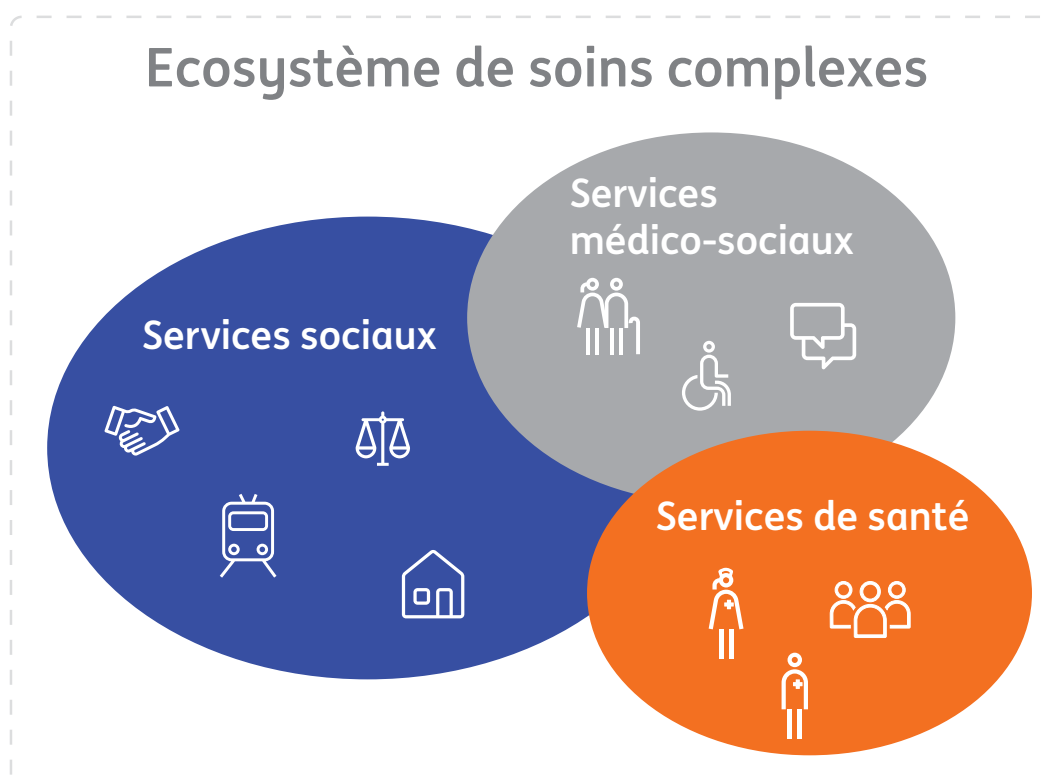 Ecosystème de soins complexes
Services
médico-sociaux
Services sociaux
Services de santé